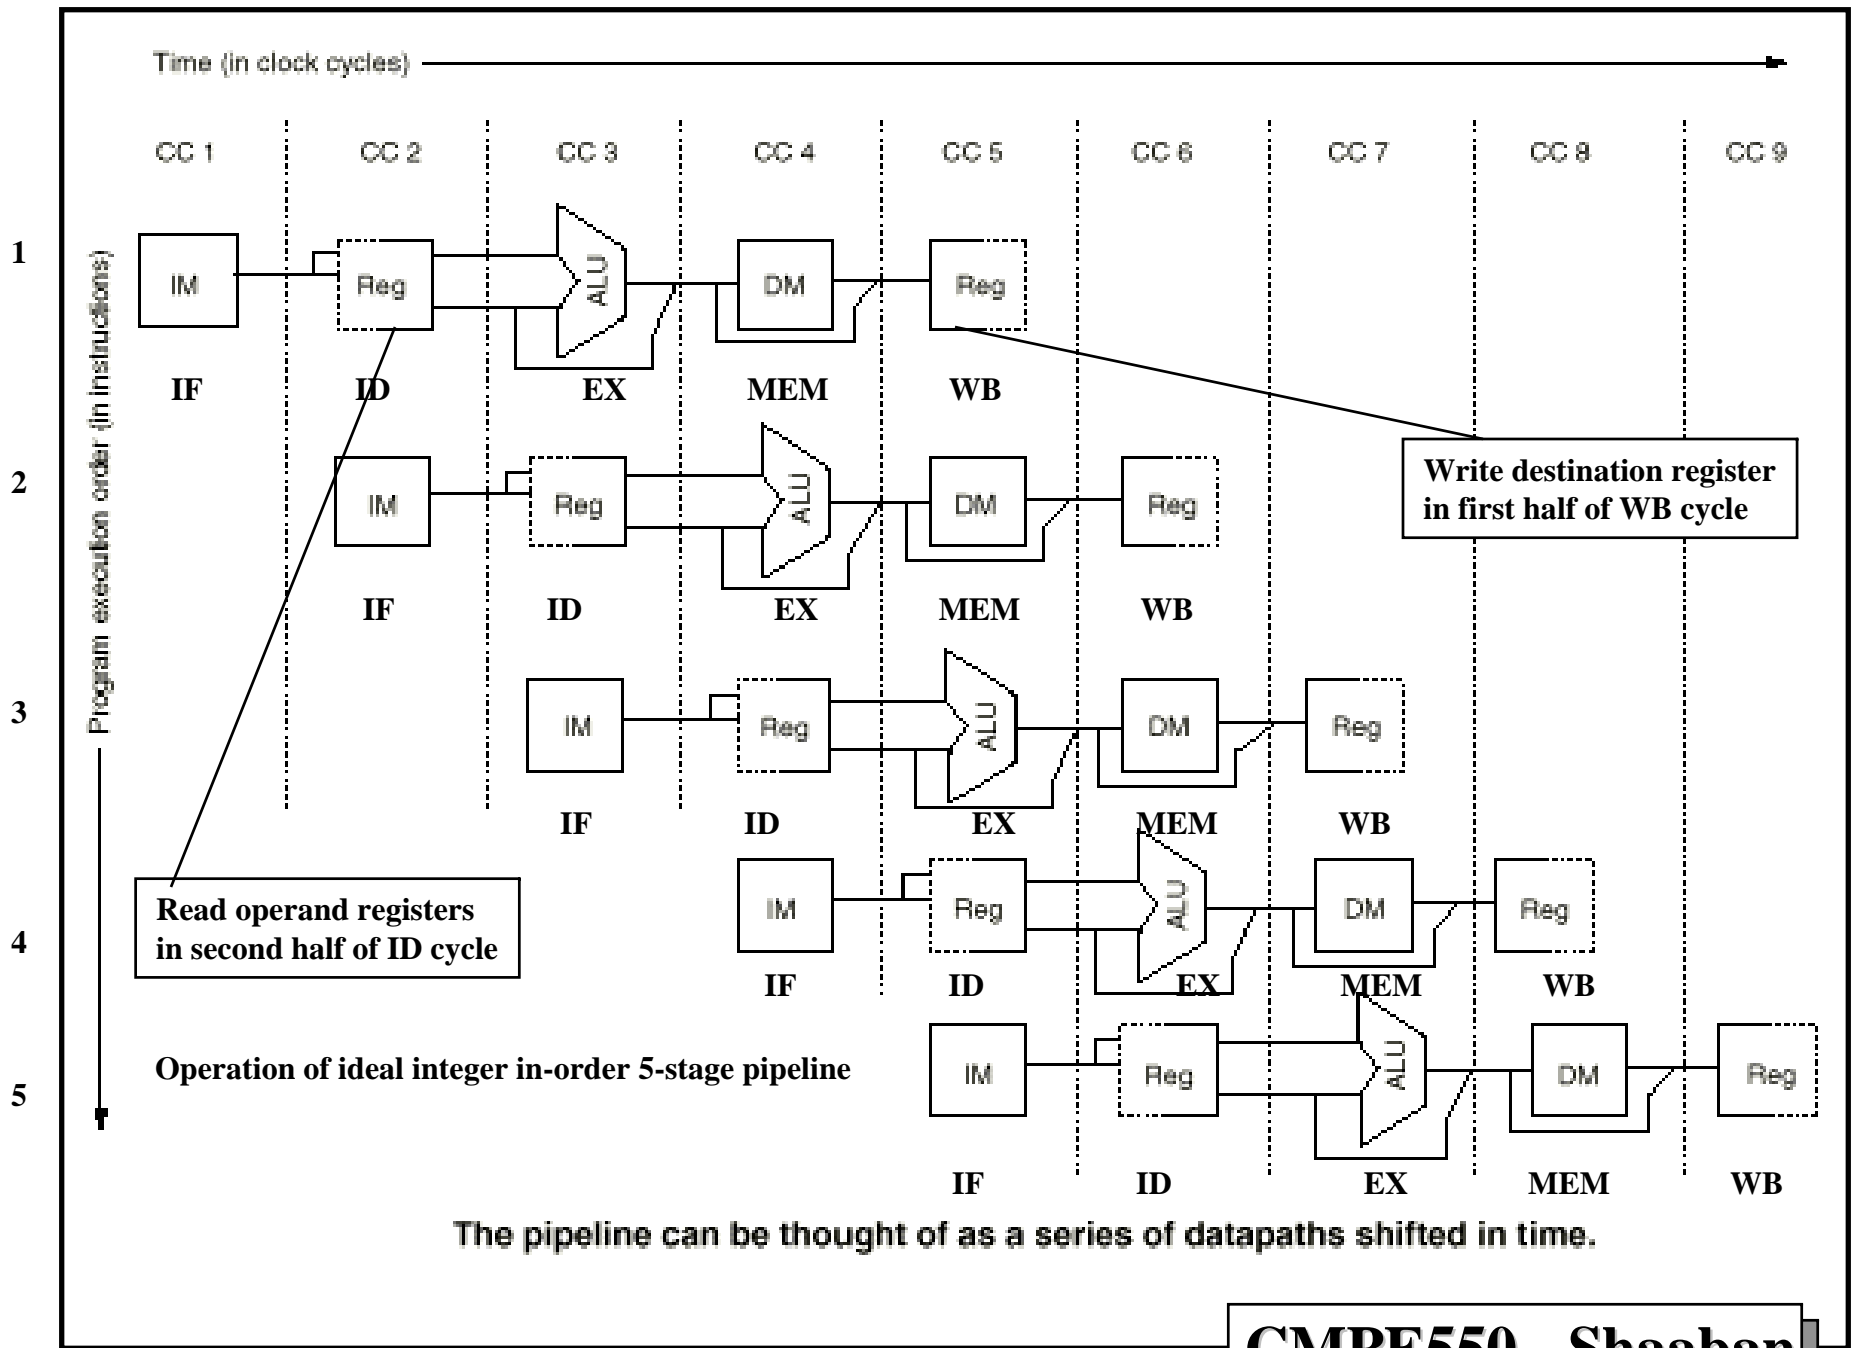 Time (in clock cycles)
CC 1 CC 2 CC 3 CC 4 CC 5 CC 6 CC 7 CC 8 CC 9
Program execution order (in instructions)
1
IM Reg ALU DM Reg
IF ID EX MEM WB
2
IM Reg ALU DM Reg
Write destination register
in first half of WB cycle
IF ID EX MEM WB
3
IM Reg ALU DM Reg
IF ID EX MEM WB
Read operand registers
in second half of ID cycle
4
IM Reg ALU DM Reg
IF ID EX MEM WB
Operation of ideal integer in-order 5-stage pipeline
5
IM Reg ALU DM Reg
IF ID EX MEM WB
The pipeline can be thought of as a series of datapaths shifted in time.
CMPE550 - Shaaban